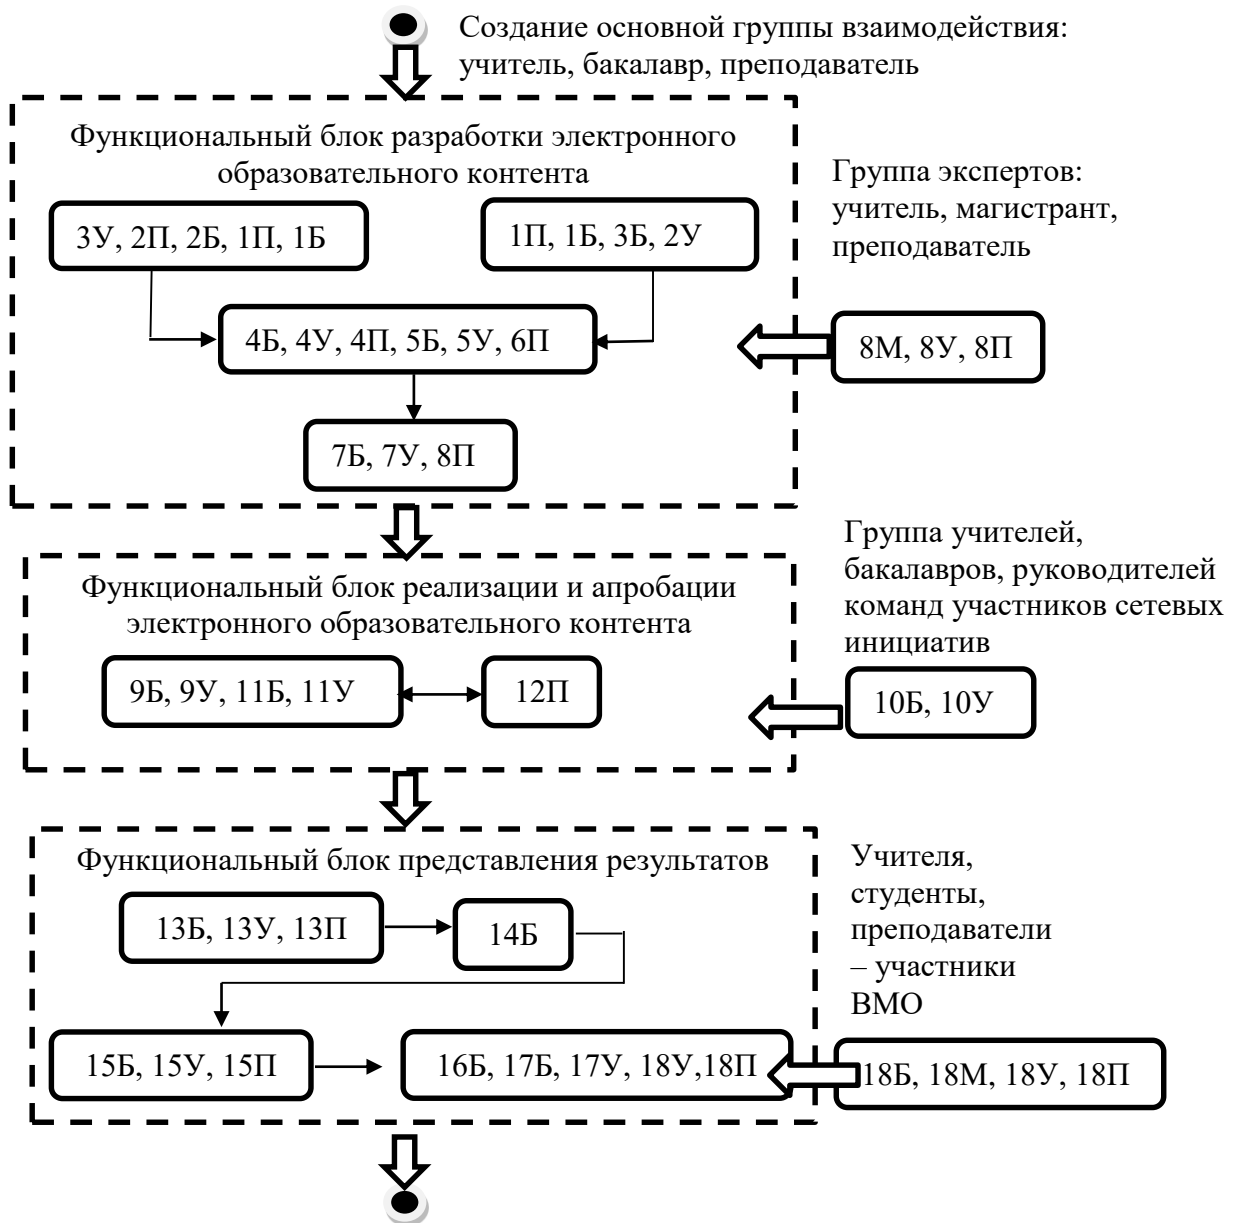 Создание основной группы взаимодействия:
учитель, бакалавр, преподаватель
Функциональный блок разработки электронного
образовательного контента
3У, 2П, 2Б, 1П, 1Б
1П, 1Б, 3Б, 2У
Группа экспертов:
учитель, магистрант,
преподаватель
4Б, 4У, 4П, 5Б, 5У, 6П
8М, 8У, 8П
7Б, 7У, 8П
Группа учителей,
бакалавров, руководителей
команд участников сетевых
инициатив
Функциональный блок реализации и апробации
электронного образовательного контента
9Б, 9У, 11Б, 11У
12П
10Б, 10У
Функциональный блок представления результатов
Учителя,
студенты,
преподаватели
– участники
ВМО
13Б, 13У, 13П
14Б
15Б, 15У, 15П
16Б, 17Б, 17У, 18У,18П
18Б, 18М, 18У, 18П